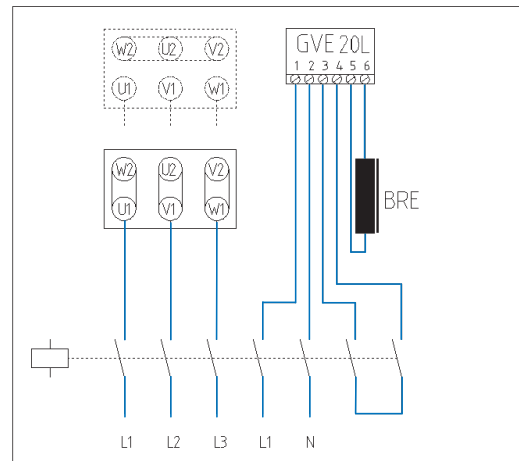 W2 U2 V2
U1 V1 W1
GVE 20L
1 2 3 4 5 6
W2 U2 V2
U1 V1 W1
BRE
L1 L2 L3 L1 N